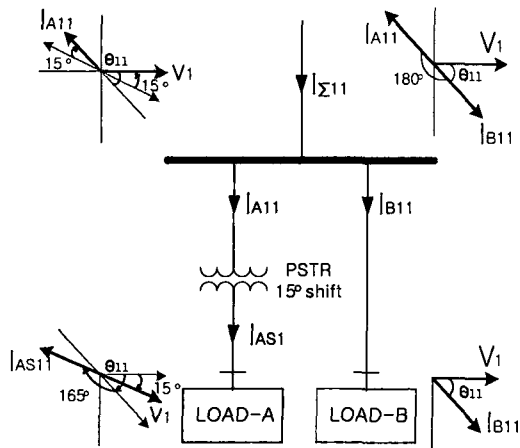 IA11
15°
θ11
V1
15°
IΣ11
IA11
V1
180°
θ11
IB11
IA11
IB11
PSTR
15º shift
IAS1
IAS11
θ11
15°
165°
V1
LOAD-A
LOAD-B
V1
θ11
IB11